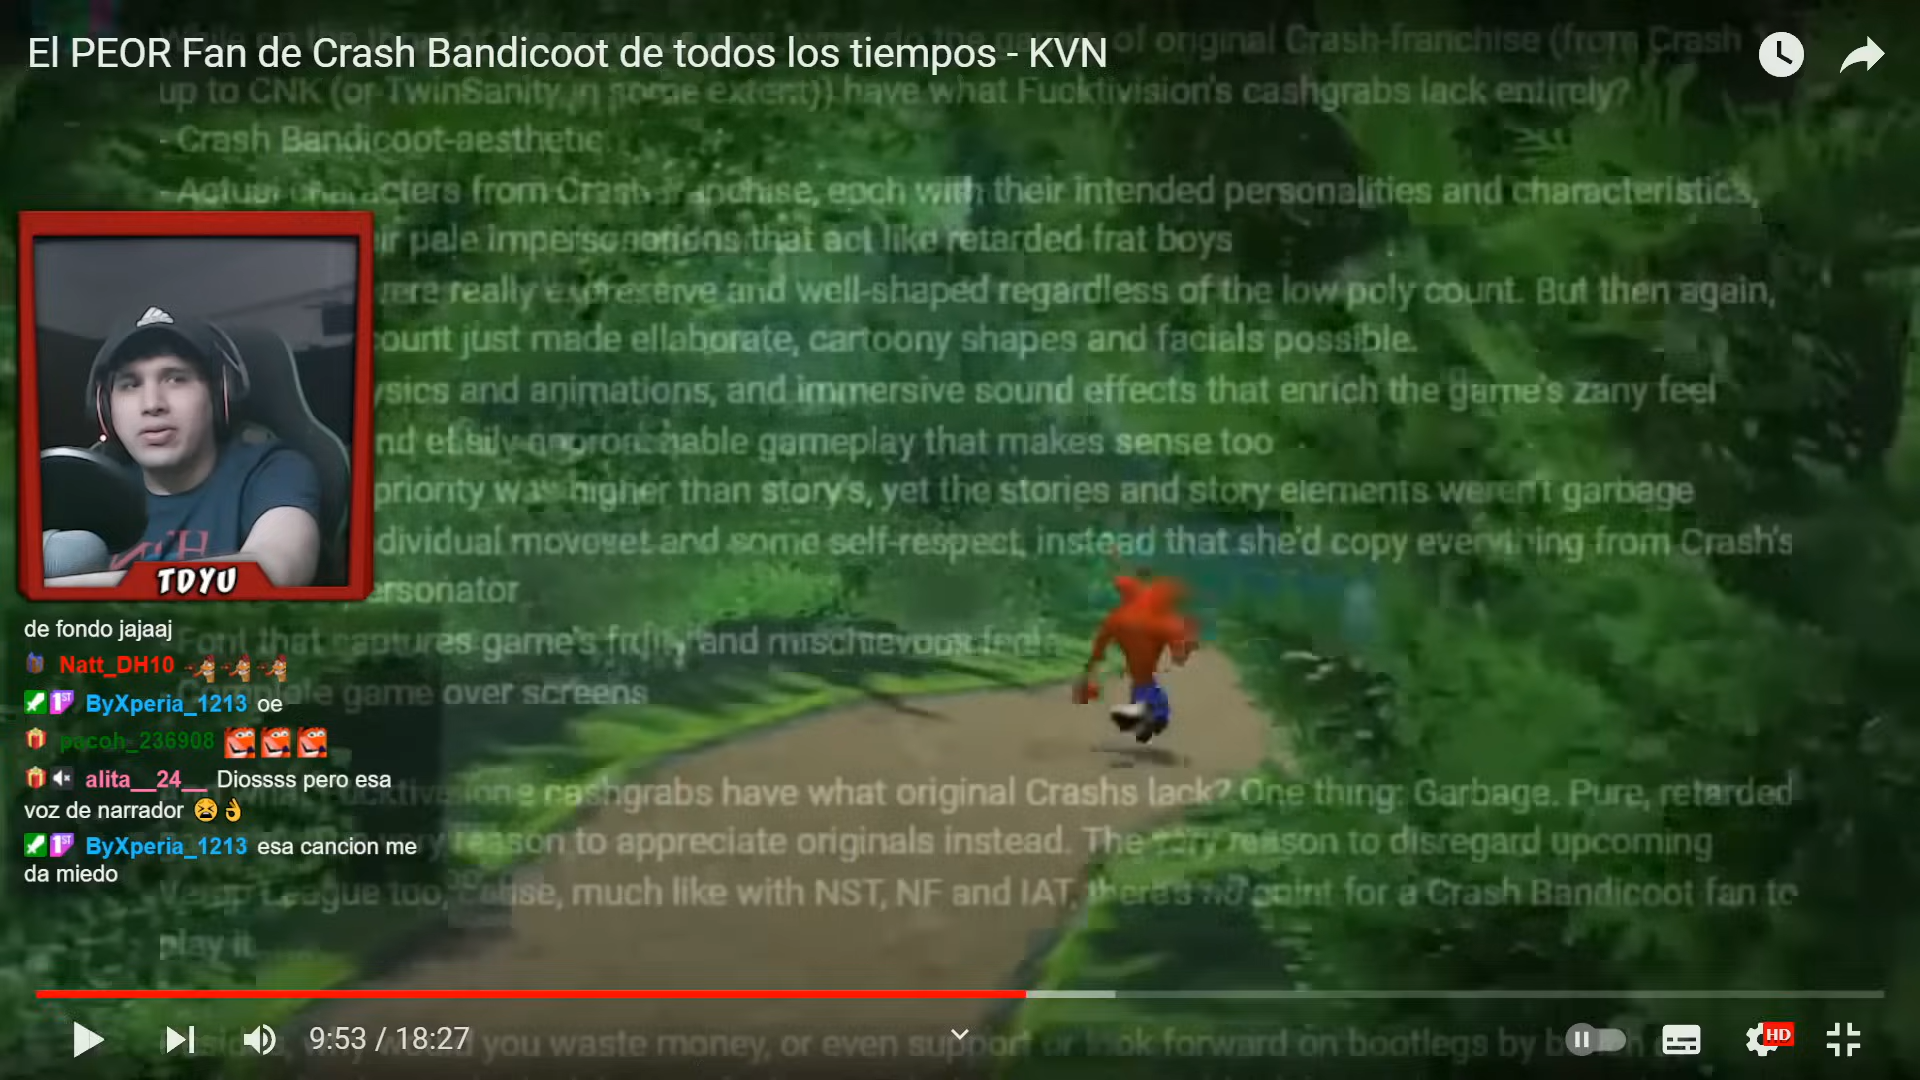 El PEOR Fan de Crash Bandicoot de todos los tiempos - KVN
of original Crash-franchise (from Crash
up to CNK (or TwinSanity in some extent)) have what Fucktivision's cashgrabs lack entirely?
- Crash Bandicoot-aesthetic
- Actual characters from Crash franchise, each with their intended personalities and characteristics,
pale impersonations that act like retarded frat boys
were really expressive and well-shaped regardless of the low poly count. But then again,
count just made ellaborate, cartoony shapes and facials possible.
and animations, and immersive sound effects that enrich the game's zany feel
nd easily approachable gameplay that makes sense too
priority was higher than story's, yet the stories and story elements weren't garbage
dividual moveset and some self-respect, instead that she'd copy everything from Crash's
ersonator
TDYU
de fondo jajaaj
- Font that captures game's and mischievous
Natt_DH10
game over screens
1ST ByXperia_1213 oe
pacoh_236908
alita__24__ Diossss pero esa
voz de narrador
cashgrabs have what original Crashs lack? One thing: Garbage. Pure, retarded
1ST ByXperia_1213 esa cancion me
da miedo
reason to appreciate originals instead. The reason to disregard upcoming
League too, much like with NST, NF and IAT, there's no point for a Crash Bandicoot fan to
play it
9:53 / 18:27
you waste money, or even support or look forward on bootlegs by
HD